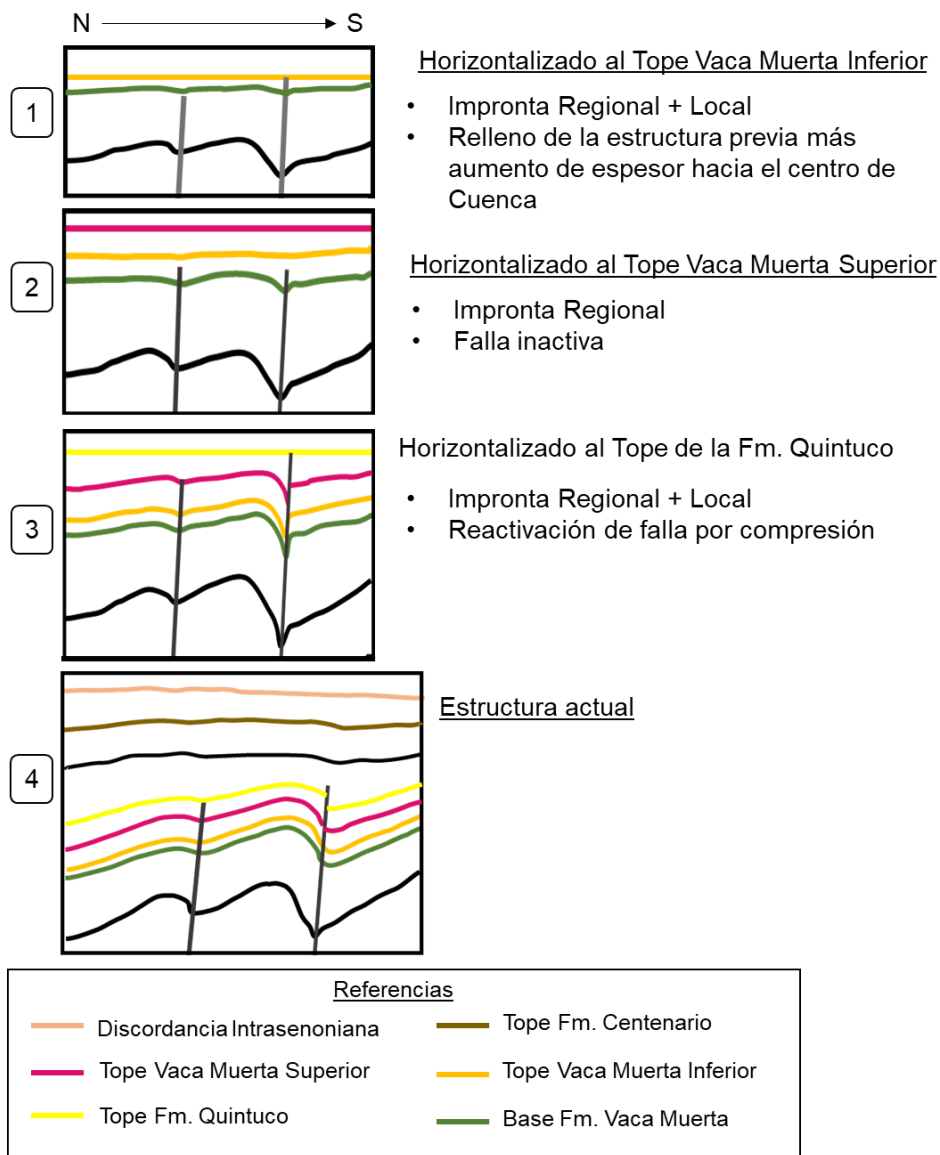 N S
1
Horizontalizado al Tope Vaca Muerta Inferior
• Impronta Regional + Local
• Relleno de la estructura previa más
aumento de espesor hacia el centro de
Cuenca
2
Horizontalizado al Tope Vaca Muerta Superior
• Impronta Regional
• Falla inactiva
3
Horizontalizado al Tope de la Fm. Quintuco
• Impronta Regional + Local
• Reactivación de falla por compresión
4
Estructura actual
Referencias
Discordancia Intrasenoniana
Tope Fm. Centenario
Tope Vaca Muerta Superior
Tope Vaca Muerta Inferior
Tope Fm. Quintuco
Base Fm. Vaca Muerta